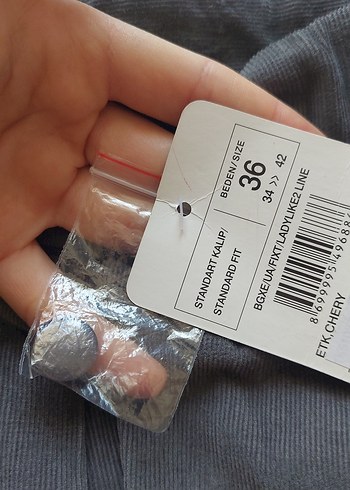 BEDEN/SIZE
36
34 >> 42
STANDART KALIP/
STANDARD FIT
BGXE/UA/FIXT/LADYLIKE2 LINE
ETK,CHERY